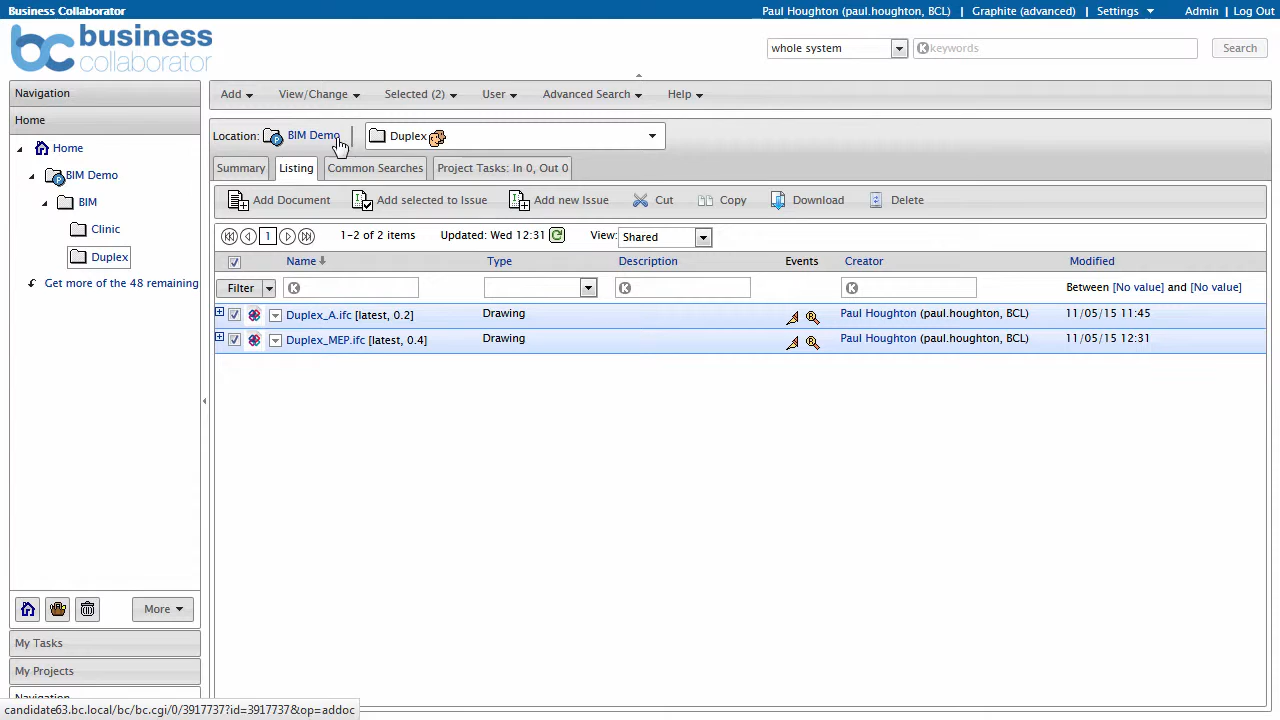 Business Collaborator
Paul Houghton (paul.houghton, BCL) | Graphite (advanced) | Settings | Admin | Log Out
bc business collaborator
whole system
keywords
Search
Navigation
Home
Home
BIM Demo
BIM
Clinic
Duplex
Get more of the 48 remaining
More
My Tasks
My Projects
Navigation
Add
View/Change
Selected (2)
User
Advanced Search
Help
Location: BIM Demo
Duplex
Summary
Listing
Common Searches
Project Tasks: In 0, Out 0
Add Document
Add selected to Issue
Add new Issue
Cut
Copy
Download
Delete
1
1-2 of 2 items
Updated: Wed 12:31
View: Shared
Name
Type
Description
Events
Creator
Modified
Filter
Between [No value] and [No value]
Duplex_A.ifc [latest, 0.2]
Drawing
Paul Houghton (paul.houghton, BCL)
11/05/15 11:45
Duplex_MEP.ifc [latest, 0.4]
Drawing
Paul Houghton (paul.houghton, BCL)
11/05/15 12:31
candidate63.bc.local/bc/bc.cgi/0/3917737?id=3917737&op=addoc